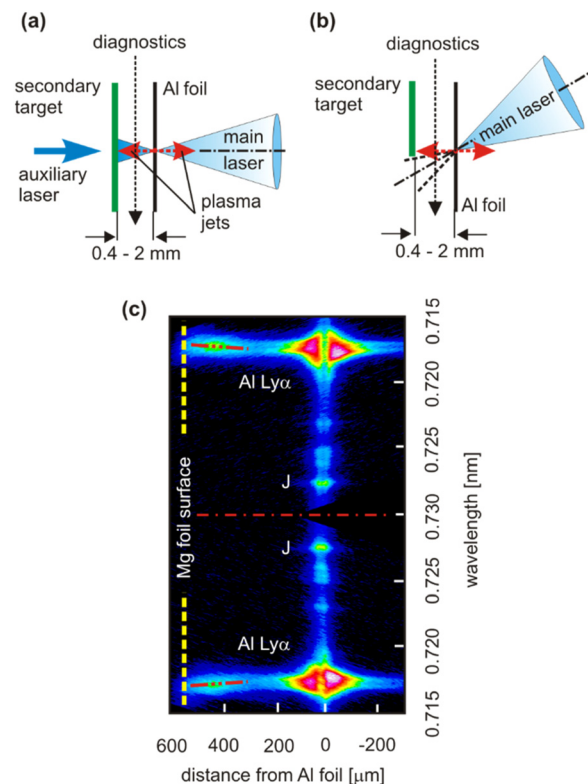 (a)
diagnostics
secondary
target
Al foil
main
laser
auxiliary
laser
plasma
jets
0.4 - 2 mm
(b)
diagnostics
secondary
target
main laser
Al foil
0.4 - 2 mm
(c)
Al Lyα
J
Mg foil surface
J
Al Lyα
0.715
0.720
0.725
0.730
0.725
0.720
0.715
wavelength [nm]
600 400 200 0 -200
distance from Al foil [µm]